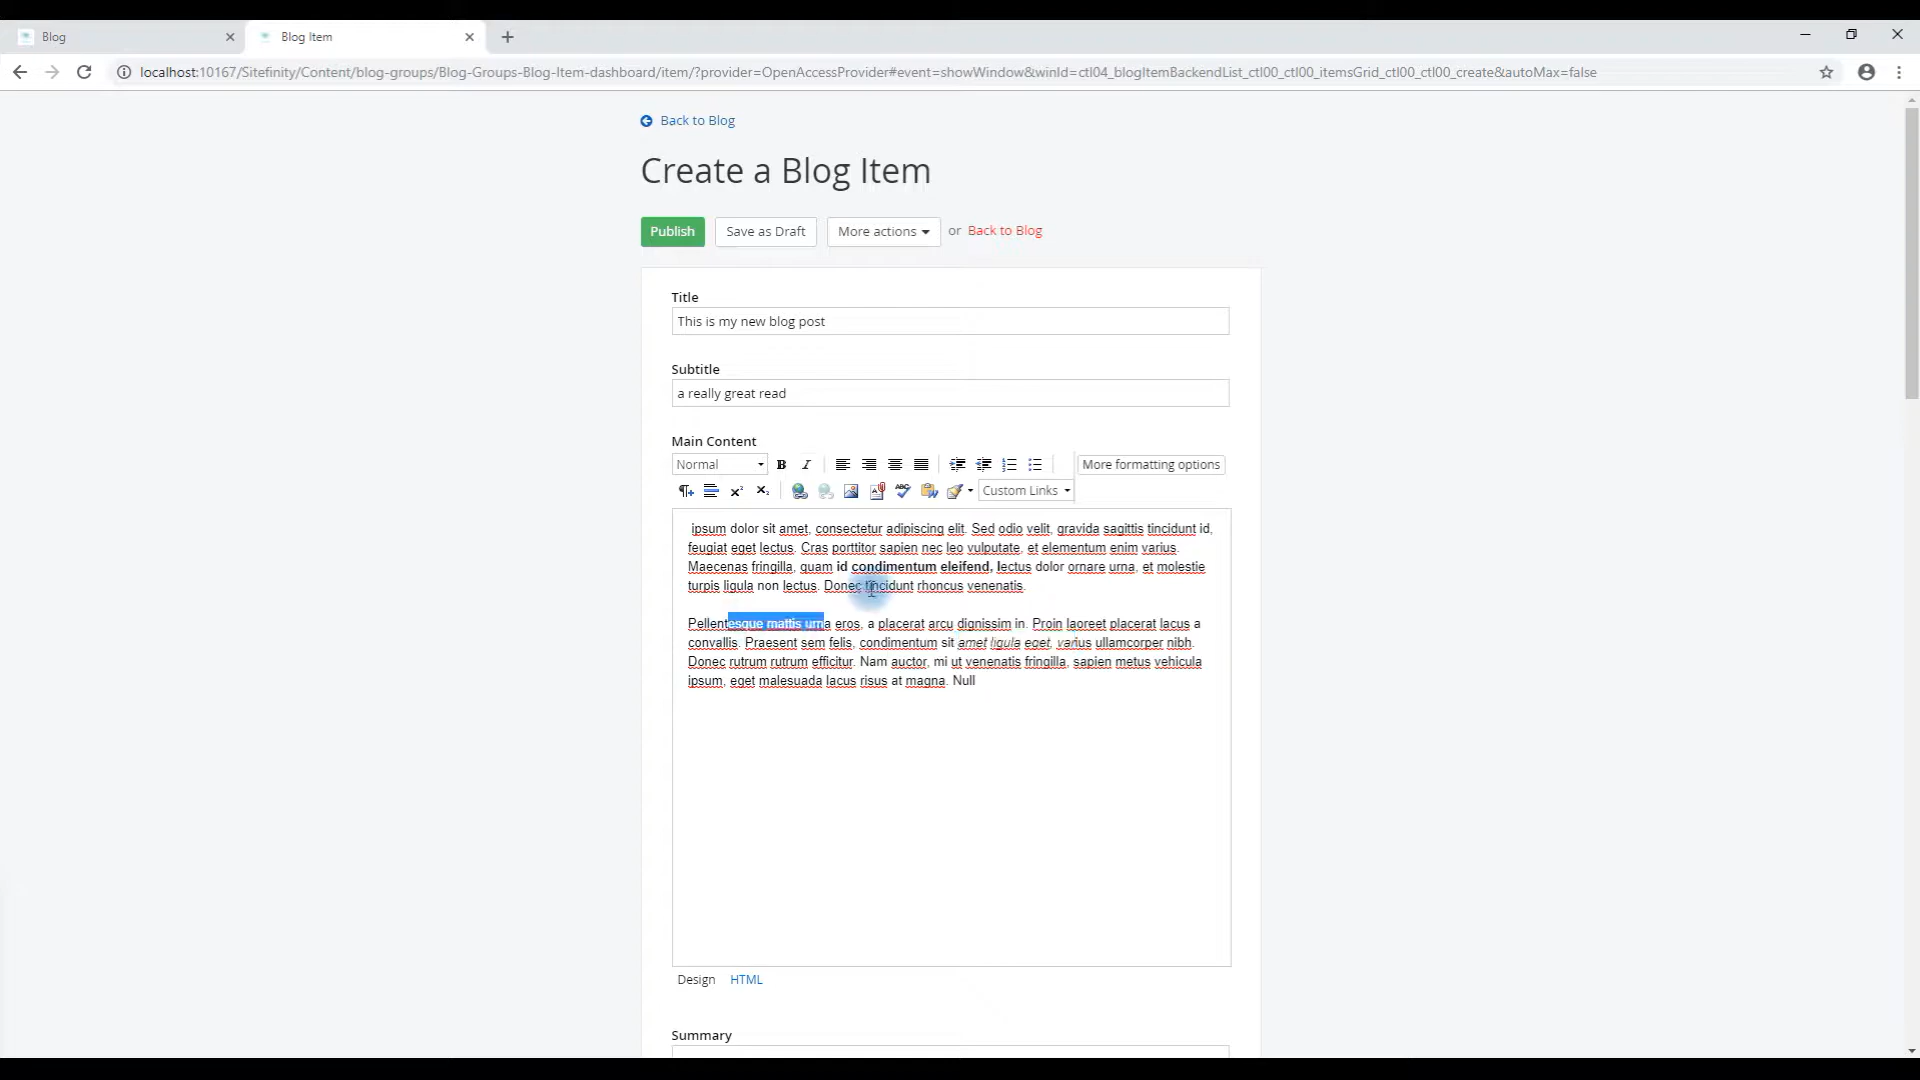 Blog
Blog Item
localhost:10167/Sitefinity/Content/blog-groups/Blog-Groups-Blog-Item-dashboard/item/?provider=OpenAccessProvider#event=showWindow&winId=ctl04_blogItemBackendList_ctl00_ctl00_itemsGrid_ctl00_ctl00_create&autoMax=false
Back to Blog
Create a Blog Item
Publish Save as Draft More actions or Back to Blog
Title
This is my new blog post
Subtitle
a really great read
Main Content
Normal B I More formatting options
Custom Links
ipsum dolor sit amet, consectetur adipiscing elit. Sed odio velit, gravida sagittis tincidunt id,
feugiat eget lectus. Cras porttitor sapien nec leo vulputate, et elementum enim varius.
Maecenas fringilla, quam id condimentum eleifend, lectus dolor ornare urna, et molestie
turpis ligula non lectus. Donec tincidunt rhoncus venenatis.
Pellentesque mattis urna eros, a placerat arcu dignissim in. Proin laoreet placerat lacus a
convallis. Praesent sem felis, condimentum sit amet ligula eget, varius ullamcorper nibh.
Donec rutrum rutrum efficitur. Nam auctor, mi ut venenatis fringilla, sapien metus vehicula
ipsum, eget malesuada lacus risus at magna. Null
Design HTML
Summary